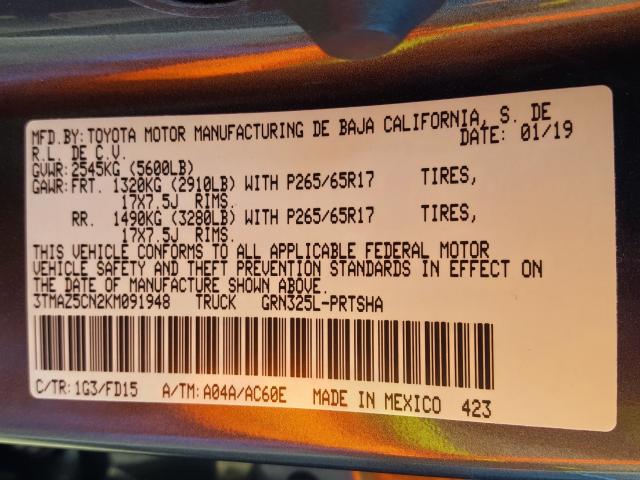 MFD.BY:TOYOTA MOTOR MANUFACTURING DE BAJA CALIFORNIA, S. DE
R.L. DE C.V. DATE: 01/19
GVWR:2545KG (5600LB)
GAWR:FRT. 1320KG (2910LB) WITH P265/65R17 TIRES,
17X7.5J RIMS.
RR. 1490KG (3280LB) WITH P265/65R17 TIRES,
17X7.5J RIMS.
THIS VEHICLE CONFORMS TO ALL APPLICABLE FEDERAL MOTOR
VEHICLE SAFETY AND THEFT PREVENTION STANDARDS IN EFFECT ON
THE DATE OF MANUFACTURE SHOWN ABOVE.
3TMAZ5CN2KM091948 TRUCK GRN325L-PRTSHA
C/TR:1G3/FD15 A/TM:A04A/AC60E MADE IN MEXICO 423